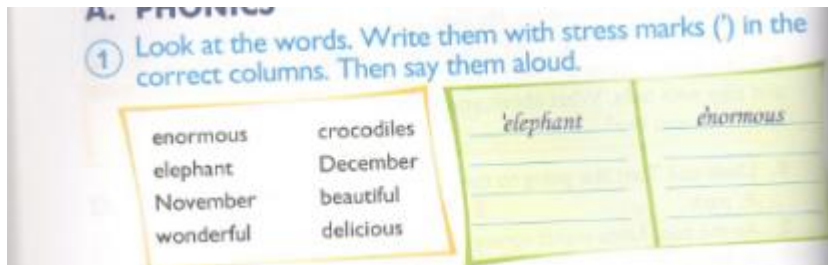 A. PHONICS
1 Look at the words. Write them with stress marks (') in the
correct columns. Then say them aloud.
enormous crocodiles
elephant December
November beautiful
wonderful delicious
'elephant e'normous